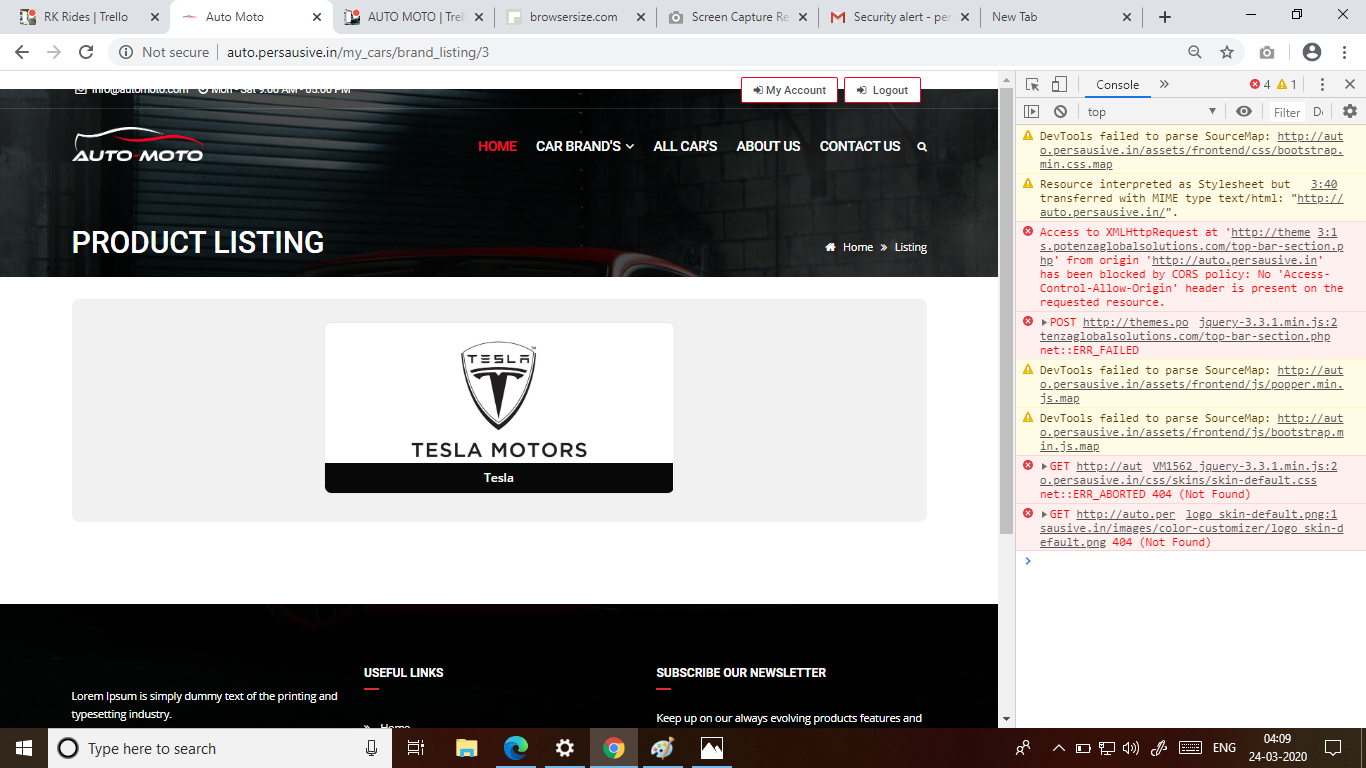 RK Rides | Trello
Auto Moto
AUTO MOTO | Trel
browsersize.com
Screen Capture Re
Security alert - per
New Tab
Not secure
auto.persausive.in/my_cars/brand_listing/3
info@automoto.com
Mon - Sat 9:00 AM - 05:00 PM
My Account
Logout
AUTO-MOTO
HOME
CAR BRAND'S
ALL CAR'S
ABOUT US
CONTACT US
PRODUCT LISTING
Home » Listing
TESLA
TM
TESLA MOTORS
Tesla
Lorem Ipsum is simply dummy text of the printing and
typesetting industry.
USEFUL LINKS
» Home
SUBSCRIBE OUR NEWSLETTER
Keep up on our always evolving products features and
Console
»
4
1
top
Filter
DevTools failed to parse SourceMap: http://aut
o.persausive.in/assets/frontend/css/bootstrap.
min.css.map
Resource interpreted as Stylesheet but 3:40
transferred with MIME type text/html: "http://
auto.persausive.in/".
Access to XMLHttpRequest at 'http://theme 3:1
s.potenzaglobalsolutions.com/top-bar-section.p
hp' from origin 'http://auto.persausive.in'
has been blocked by CORS policy: No 'Access-
Control-Allow-Origin' header is present on the
requested resource.
POST http://themes.po jquery-3.3.1.min.js:2
tenzaglobalsolutions.com/top-bar-section.php
net::ERR_FAILED
DevTools failed to parse SourceMap: http://aut
o.persausive.in/assets/frontend/js/popper.min.
js.map
DevTools failed to parse SourceMap: http://aut
o.persausive.in/assets/frontend/js/bootstrap.m
in.js.map
GET http://aut VM1562 jquery-3.3.1.min.js:2
o.persausive.in/css/skins/skin-default.css
net::ERR_ABORTED 404 (Not Found)
GET http://auto.per logo_skin-default.png:1
sausive.in/images/color-customizer/logo_skin-d
efault.png 404 (Not Found)
Type here to search
ENG
04:09
24-03-2020